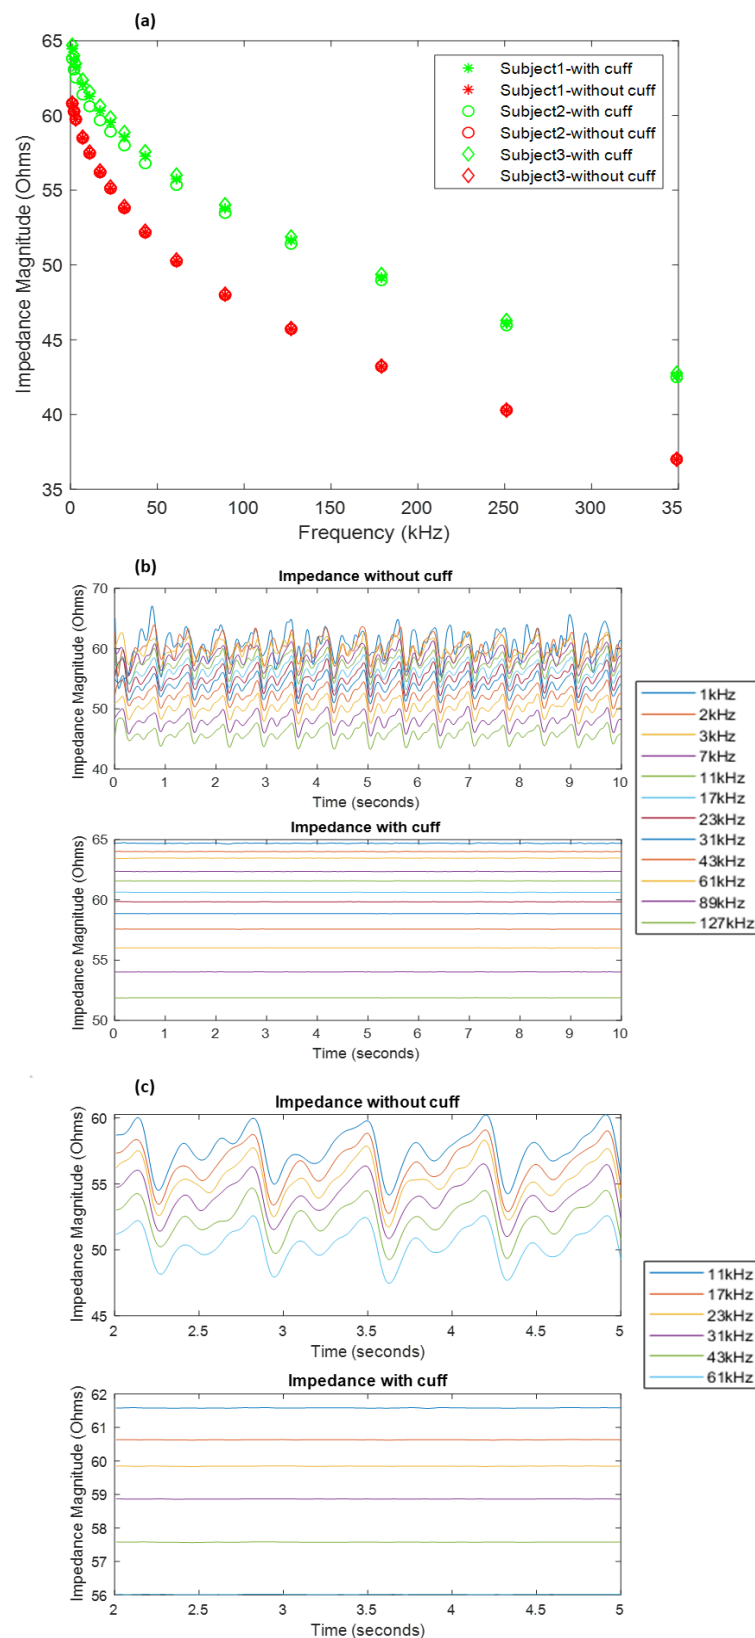 (a)
65
60
55
50
45
40
35
Impedance Magnitude (Ohms)
Subject1-with cuff
Subject1-without cuff
Subject2-with cuff
Subject2-without cuff
Subject3-with cuff
Subject3-without cuff
0 50 100 150 200 250 300 35
Frequency (kHz)
(b)
Impedance without cuff
70
60
50
40
Impedance Magnitude (Ohms)
0 1 2 3 4 5 6 7 8 9 10
Time (seconds)
Impedance with cuff
65
60
55
50
Impedance Magnitude (Ohms)
0 1 2 3 4 5 6 7 8 9 10
Time (seconds)
1kHz
2kHz
3kHz
7kHz
11kHz
17kHz
23kHz
31kHz
43kHz
61kHz
89kHz
127kHz
(c)
Impedance without cuff
60
55
50
45
Impedance Magnitude (Ohms)
2 2.5 3 3.5 4 4.5 5
Time (seconds)
11kHz
17kHz
23kHz
31kHz
43kHz
61kHz
Impedance with cuff
62
61
60
59
58
57
56
Impedance Magnitude (Ohms)
2 2.5 3 3.5 4 4.5 5
Time (seconds)